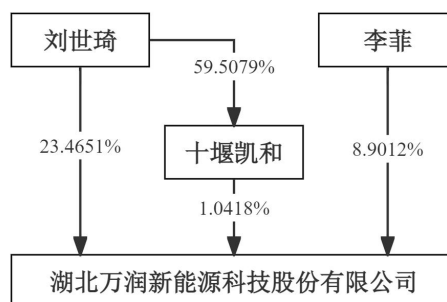 刘世琦
李菲
59.5079%
23.4651%
十堰凯和
8.9012%
1.0418%
湖北万润新能源科技股份有限公司